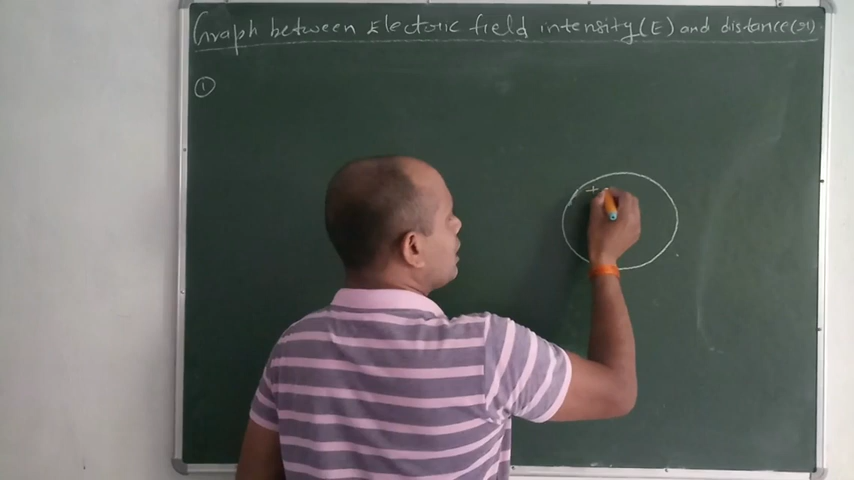 Graph between Electric field intensity (E) and distance (r)
①
+